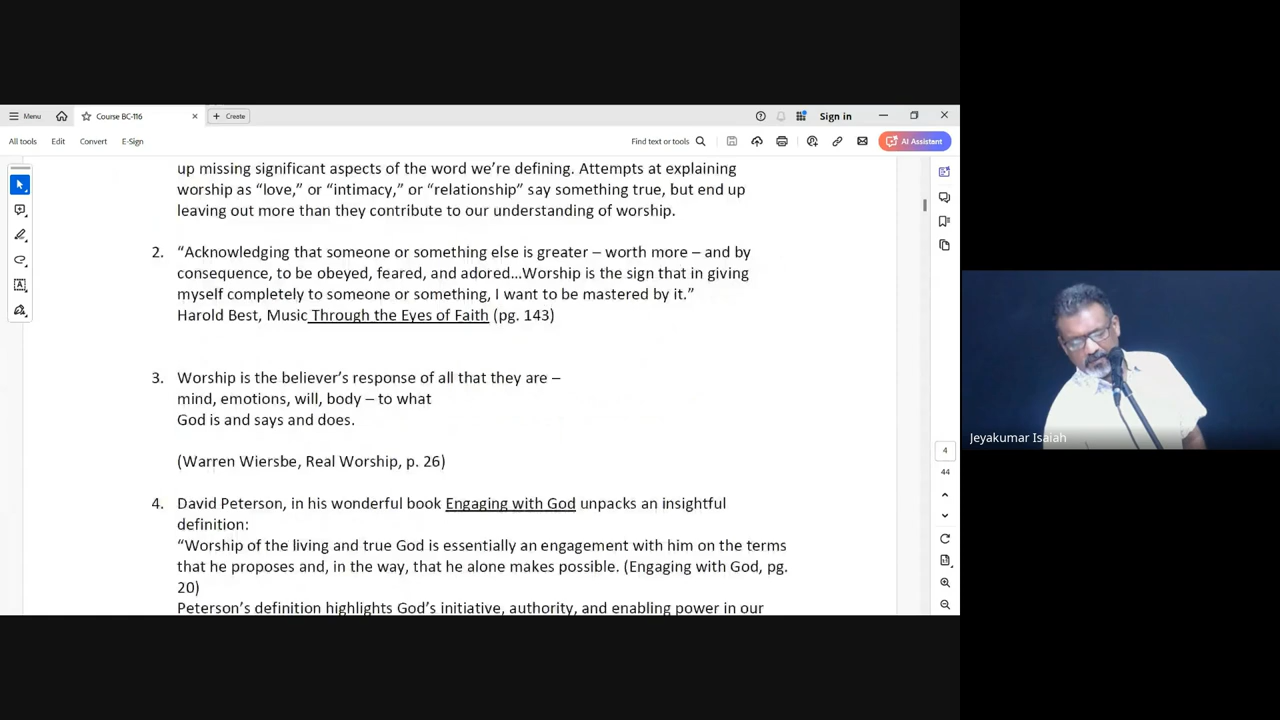 Menu
Course BC-116
Create
Sign in
All tools
Edit
Convert
E-Sign
Find text or tools
AI Assistant
up missing significant aspects of the word we're defining. Attempts at explaining
worship as “love,” or “intimacy,” or “relationship” say something true, but end up
leaving out more than they contribute to our understanding of worship.
2. “Acknowledging that someone or something else is greater – worth more – and by
consequence, to be obeyed, feared, and adored...Worship is the sign that in giving
myself completely to someone or something, I want to be mastered by it.”
Harold Best, Music Through the Eyes of Faith (pg. 143)
3. Worship is the believer's response of all that they are –
mind, emotions, will, body – to what
God is and says and does.
(Warren Wiersbe, Real Worship, p. 26)
4. David Peterson, in his wonderful book Engaging with God unpacks an insightful
definition:
“Worship of the living and true God is essentially an engagement with him on the terms
that he proposes and, in the way, that he alone makes possible. (Engaging with God, pg.
20)
Peterson's definition highlights God's initiative, authority, and enabling power in our
4
44
Jeyakumar Isaiah